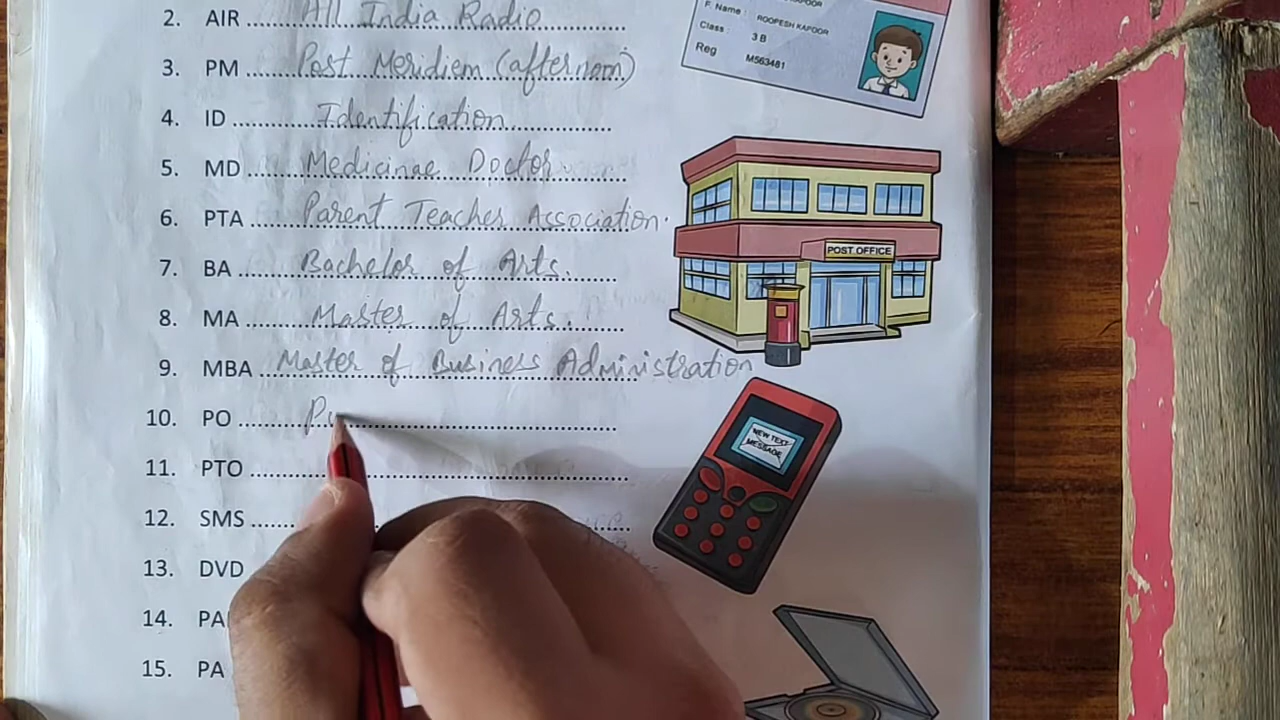 2. AIR All India Radio
KAPOOR
F. Name : ROOPESH KAPOOR
Class : 3 B
Reg M563481
3. PM Post Meridiem (afternoon)
4. ID Identification
5. MD Medicinae Doctor
6. PTA Parent Teacher Association.
7. BA Bachelor of Arts.
POST OFFICE
8. MA Master of Arts.
9. MBA Master of Business Administration
10. PO
11. PTO
NEW TEXT
MESSAGE
12. SMS
13. DVD
14. PA
15. PA